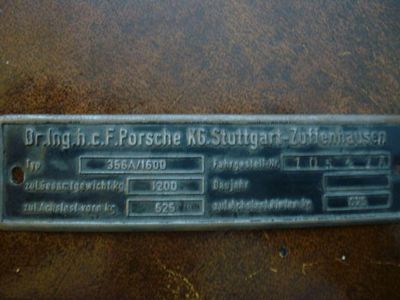 Dr.Ing.h.c.F.Porsche KG.Stuttgart-Zuffenhausen
Typ 356A/1600 Fahrgestell-Nr.
zul.Gesamtgewicht kg 1200 Baujahr
zul.Achslast vorn kg 525 zul.Achslast hinten kg